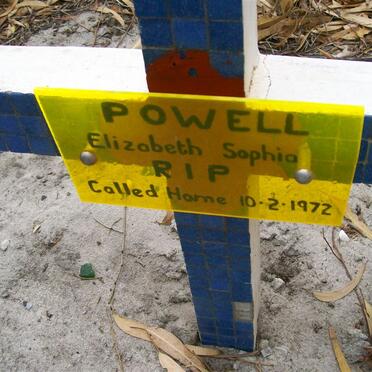 POWELL
Elizabeth Sophia
RIP
Called Home 10-2-1972